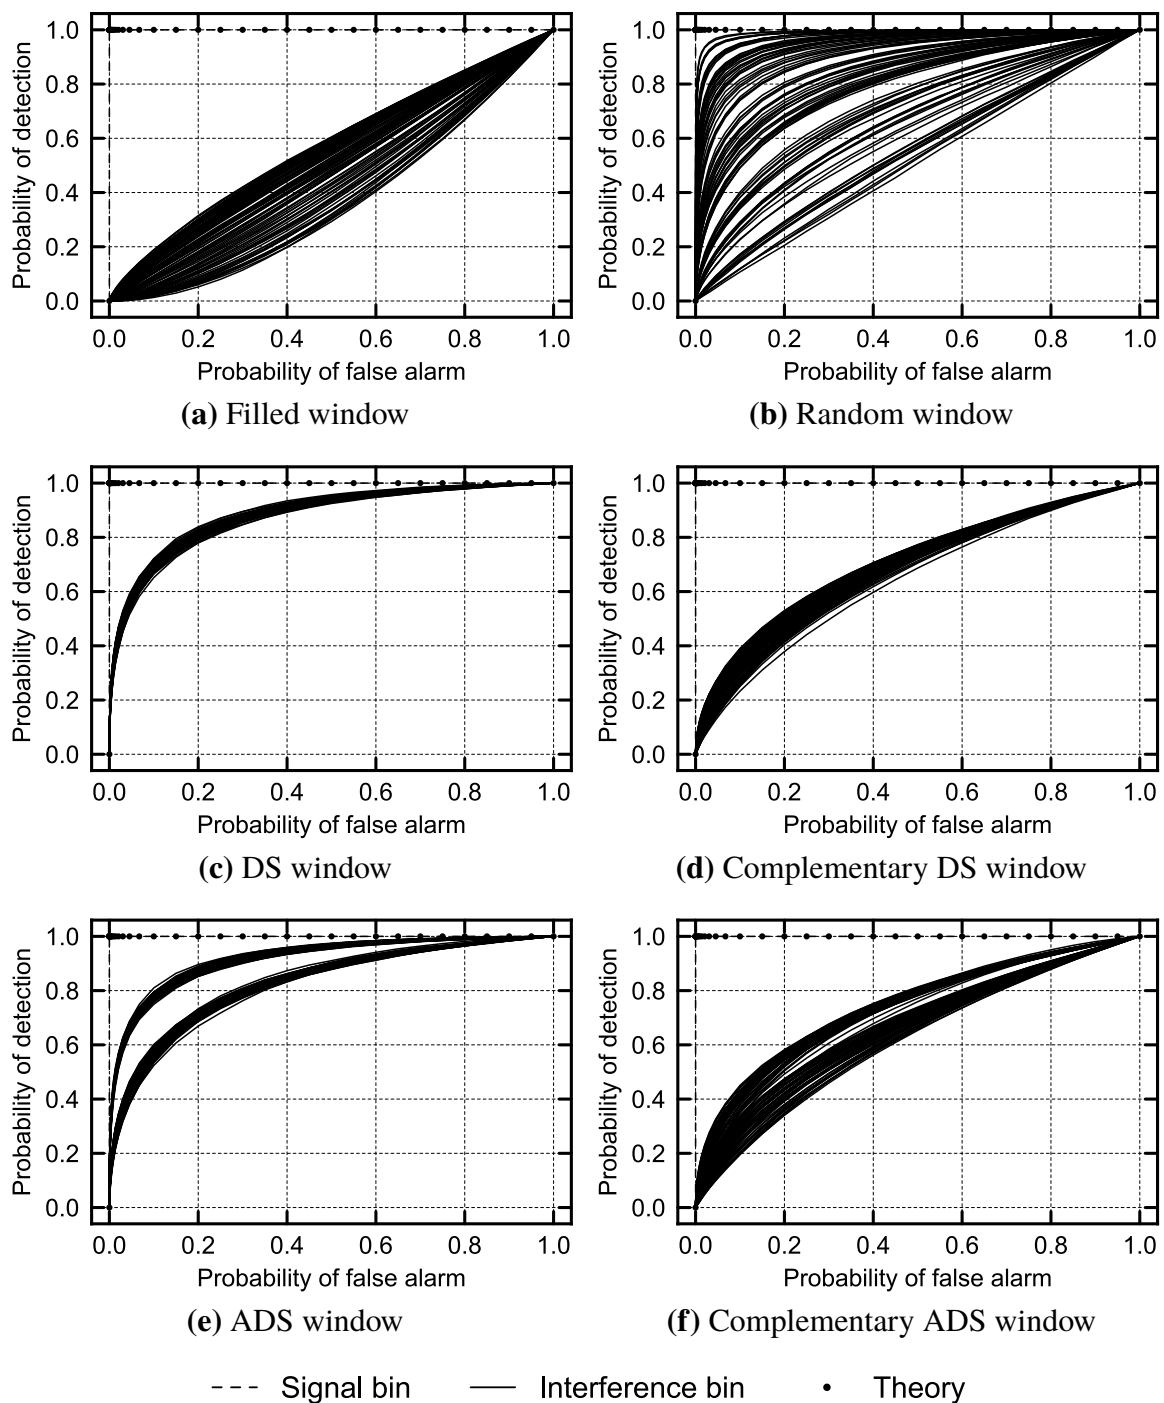 1.0
0.8
0.6
0.4
0.2
0.0
Probability of detection
0.0 0.2 0.4 0.6 0.8 1.0
Probability of false alarm
(a) Filled window
1.0
0.8
0.6
0.4
0.2
0.0
Probability of detection
0.0 0.2 0.4 0.6 0.8 1.0
Probability of false alarm
(b) Random window
1.0
0.8
0.6
0.4
0.2
0.0
Probability of detection
0.0 0.2 0.4 0.6 0.8 1.0
Probability of false alarm
(c) DS window
1.0
0.8
0.6
0.4
0.2
0.0
Probability of detection
0.0 0.2 0.4 0.6 0.8 1.0
Probability of false alarm
(d) Complementary DS window
1.0
0.8
0.6
0.4
0.2
0.0
Probability of detection
0.0 0.2 0.4 0.6 0.8 1.0
Probability of false alarm
(e) ADS window
1.0
0.8
0.6
0.4
0.2
0.0
Probability of detection
0.0 0.2 0.4 0.6 0.8 1.0
Probability of false alarm
(f) Complementary ADS window
Signal bin Interference bin Theory